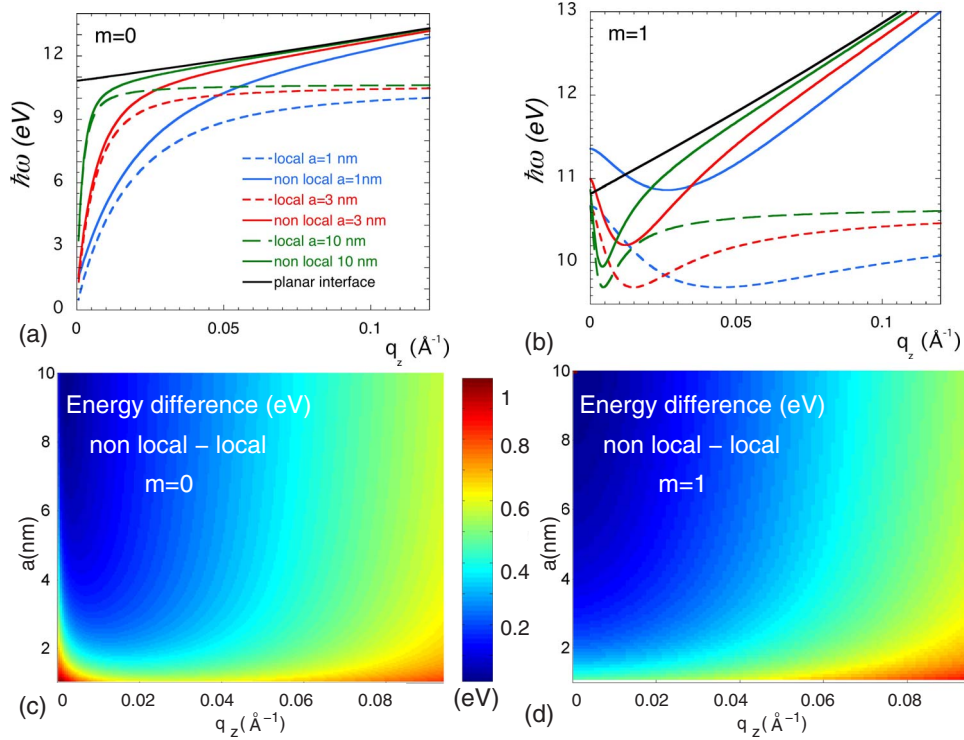 m=0
13
12
9
6
3
0
ħω (eV)
local a=1 nm
non local a=1nm
local a=3 nm
non local a=3 nm
local a=10 nm
non local 10 nm
planar interface
0
0.05
0.1
(a)
q_z (Å⁻¹)
m=1
13
12
11
10
ħω (eV)
0
0.05
0.1
(b)
q_z (Å⁻¹)
Energy difference (eV)
non local – local
m=0
10
8
6
4
2
a(nm)
0
0.02
0.04
0.06
0.08
(c)
q_z(Å⁻¹)
1
0.8
0.6
0.4
0.2
(eV)
Energy difference (eV)
non local – local
m=1
10
8
6
4
2
a(nm)
0
0.02
0.04
0.06
0.08
(d)
q_z(Å⁻¹)